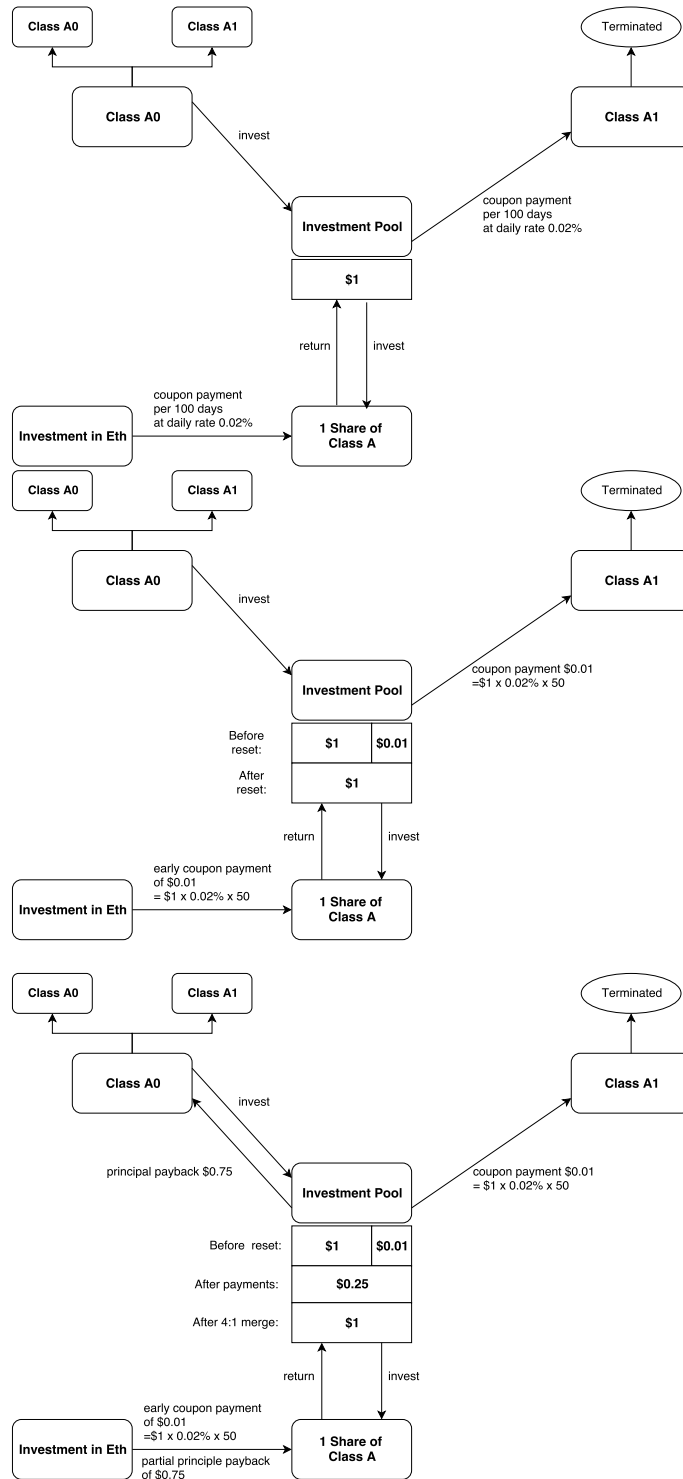 Class A0
Class A1
Terminated
Class A0
Class A1
invest
coupon payment
per 100 days
at daily rate 0.02%
Investment Pool
$1
return
invest
coupon payment
per 100 days
at daily rate 0.02%
Investment in Eth
1 Share of
Class A
Class A0
Class A1
Terminated
Class A0
Class A1
invest
coupon payment $0.01
=$1 x 0.02% x 50
Investment Pool
Before
reset:
$1
$0.01
After
reset:
$1
return
invest
early coupon payment
of $0.01
= $1 x 0.02% x 50
Investment in Eth
1 Share of
Class A
Class A0
Class A1
Terminated
Class A0
Class A1
invest
principal payback $0.75
coupon payment $0.01
= $1 x 0.02% x 50
Investment Pool
Before reset:
$1
$0.01
After payments:
$0.25
After 4:1 merge:
$1
return
invest
early coupon payment
of $0.01
=$1 x 0.02% x 50
Investment in Eth
1 Share of
Class A
partial principle payback
of $0.75